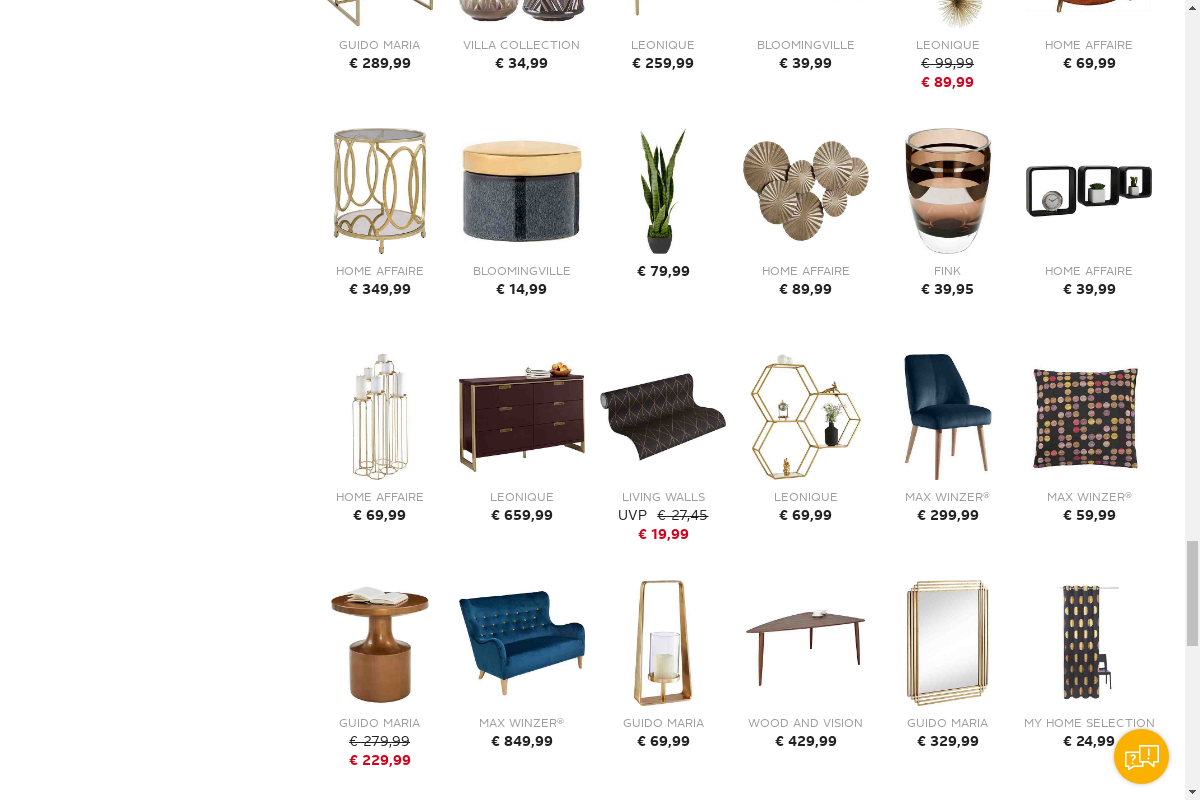 GUIDO MARIA
€ 289,99
VILLA COLLECTION
€ 34,99
LEONIQUE
€ 259,99
BLOOMINGVILLE
€ 39,99
LEONIQUE
€ 99,99
€ 89,99
HOME AFFAIRE
€ 69,99
HOME AFFAIRE
€ 349,99
BLOOMINGVILLE
€ 14,99
€ 79,99
HOME AFFAIRE
€ 89,99
FINK
€ 39,95
HOME AFFAIRE
€ 39,99
HOME AFFAIRE
€ 69,99
LEONIQUE
€ 659,99
LIVING WALLS
UVP € 27,45
€ 19,99
LEONIQUE
€ 69,99
MAX WINZER®
€ 299,99
MAX WINZER®
€ 59,99
GUIDO MARIA
€ 279,99
€ 229,99
MAX WINZER®
€ 849,99
GUIDO MARIA
€ 69,99
WOOD AND VISION
€ 429,99
GUIDO MARIA
€ 329,99
MY HOME SELECTION
€ 24,99